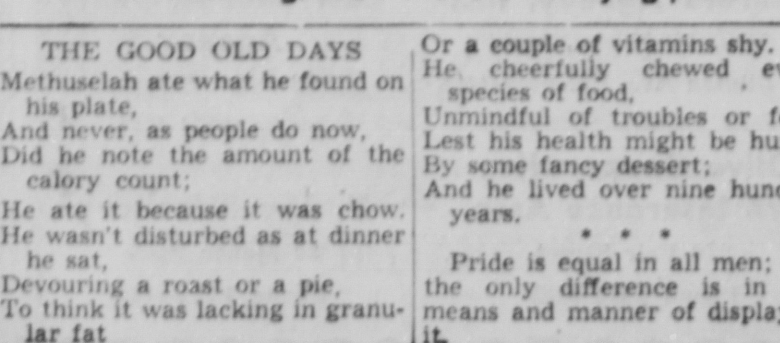 THE GOOD OLD DAYS
Methuselah ate what he found on
his plate,
And never, as people do now,
Did he note the amount of the
calory count;
He ate it because it was chow.
He wasn't disturbed as at dinner
he sat,
Devouring a roast or a pie,
To think it was lacking in granu-
lar fat
Or a couple of vitamins shy.
He cheerfully chewed
species of food,
Unmindful of troubles or
Lest his health might be
By some fancy dessert;
And he lived over nine
years.
* * *
Pride is equal in all men;
the only difference is in
means and manner of
it.